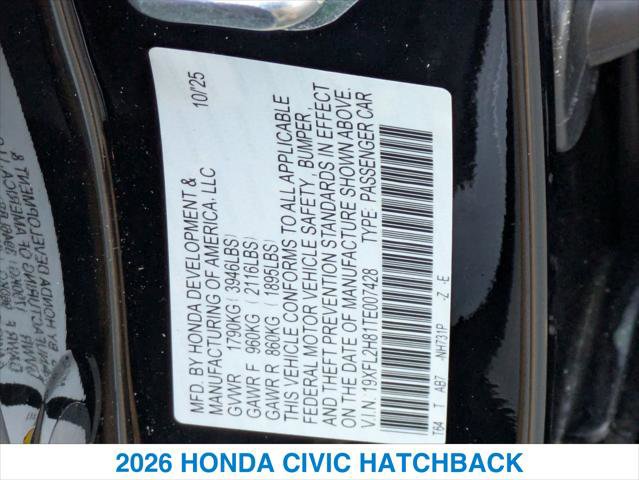 MFD. BY HONDA DEVELOPMENT & 10/'25
MANUFACTURING OF AMERICA, LLC
GVWR 1790KG ( 3946LBS)
GAWR F 960KG ( 2116LBS)
GAWR R 860KG ( 1895LBS)
THIS VEHICLE CONFORMS TO ALL APPLICABLE
FEDERAL MOTOR VEHICLE SAFETY, BUMPER,
AND THEFT PREVENTION STANDARDS IN EFFECT
ON THE DATE OF MANUFACTURE SHOWN ABOVE.
V.I.N.: 19XFL2H81TE007428 TYPE: PASSENGER CAR
T64 T AB7 -NH731P -Z -E
2026 HONDA CIVIC HATCHBACK